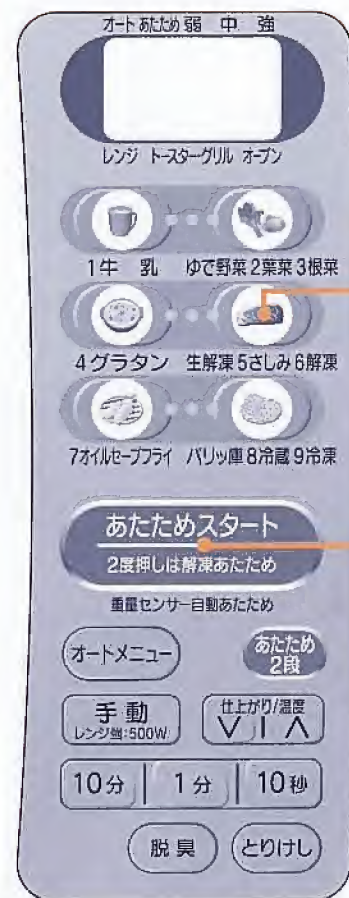 オートあたため 弱 中 強
レンジ トースターグリル オーブン
1牛 乳 ゆで野菜 2葉菜 3根菜
4グラタン 生解凍 5さしみ 6解凍
7オイルセーブフライ パリッ庫 8冷蔵 9冷凍
あたためスタート
2度押しは解凍あたため
重量センサー自動あたため
オートメニュー
あたため
2段
手動
レンジ強:500W
仕上がり/温度
10分 1分 10秒
脱臭 とりけし